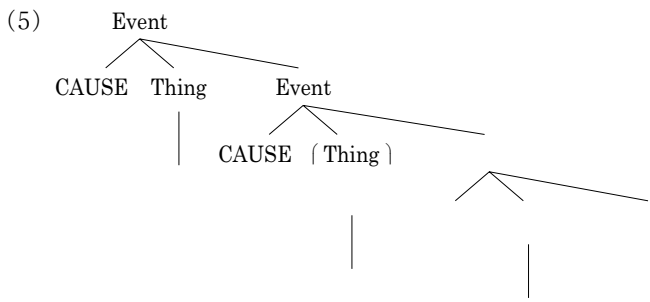 (5) Event
CAUSE Thing Event
CAUSE (Thing)